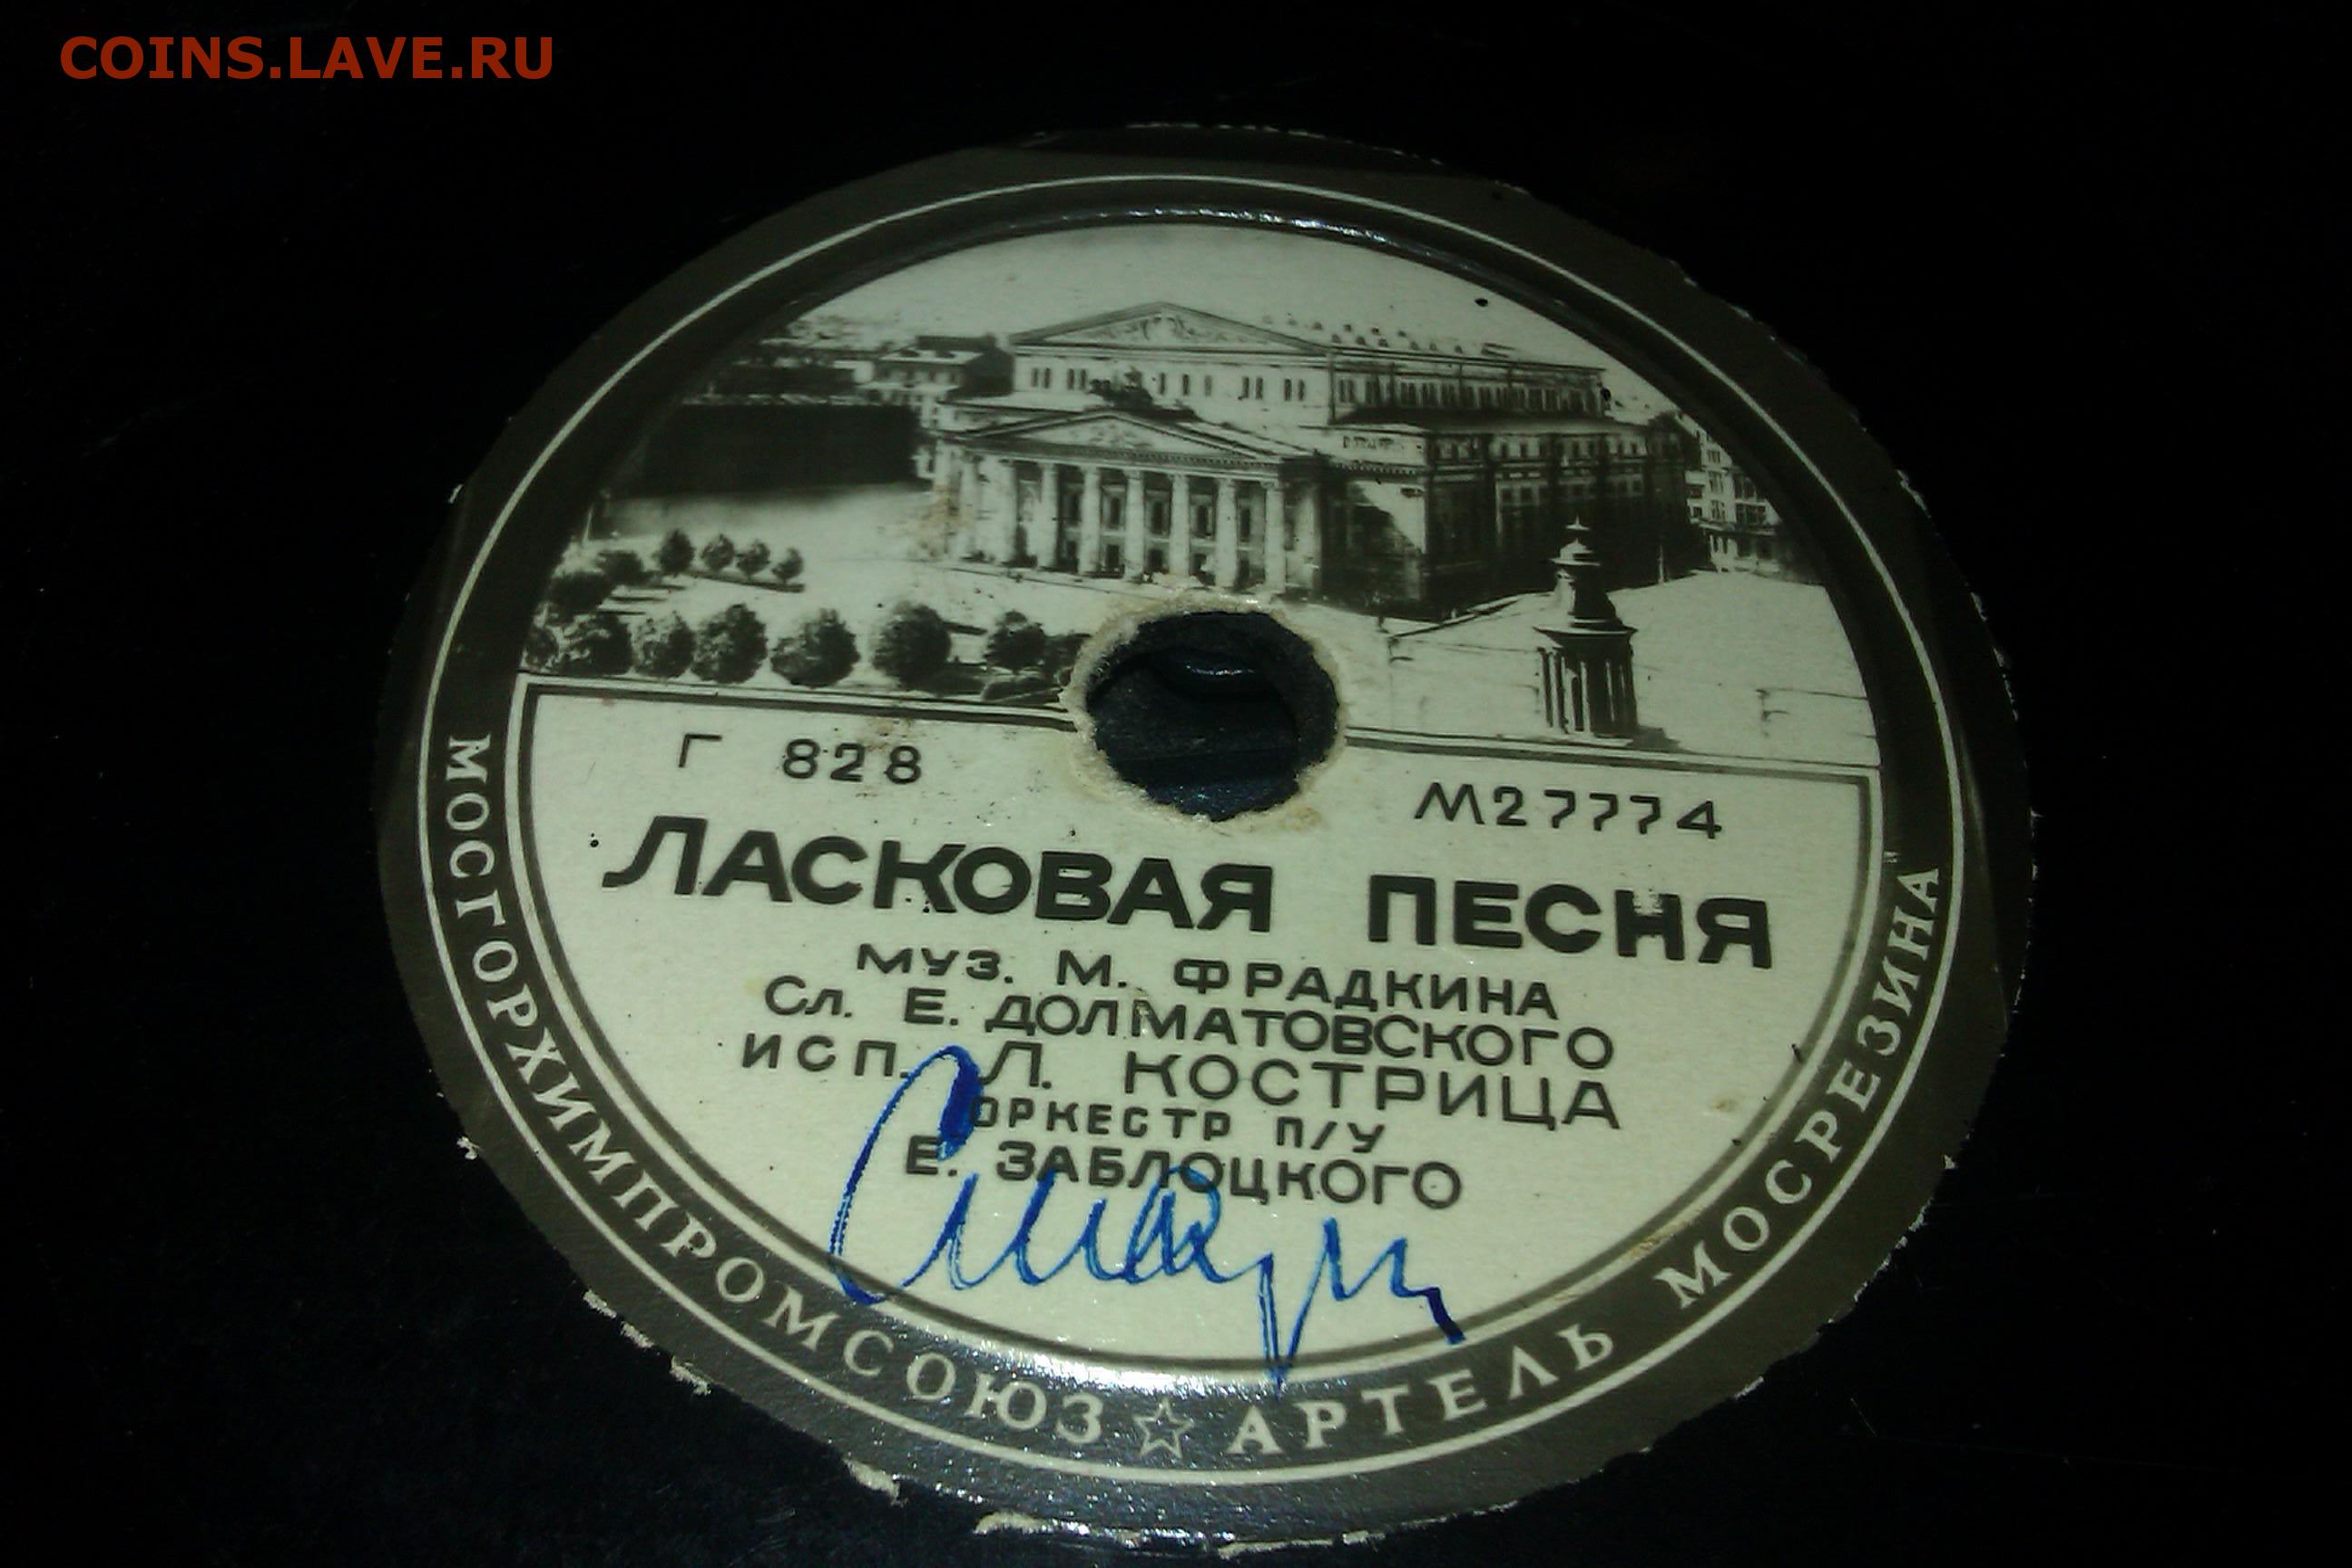 COINS.LAVE.RU
Г 828
М27774
ЛАСКОВАЯ ПЕСНЯ
МУЗ. М. ФРАДКИНА
Сл. Е. ДОЛМАТОВСКОГО
ИСП. Л. КОСТРИЦА
ОРКЕСТР П/У
Е. ЗАБЛОЦКОГО
МОСГОРХИМПРОМСОЮЗ ☆ АРТЕЛЬ МОСРЕЗИНА